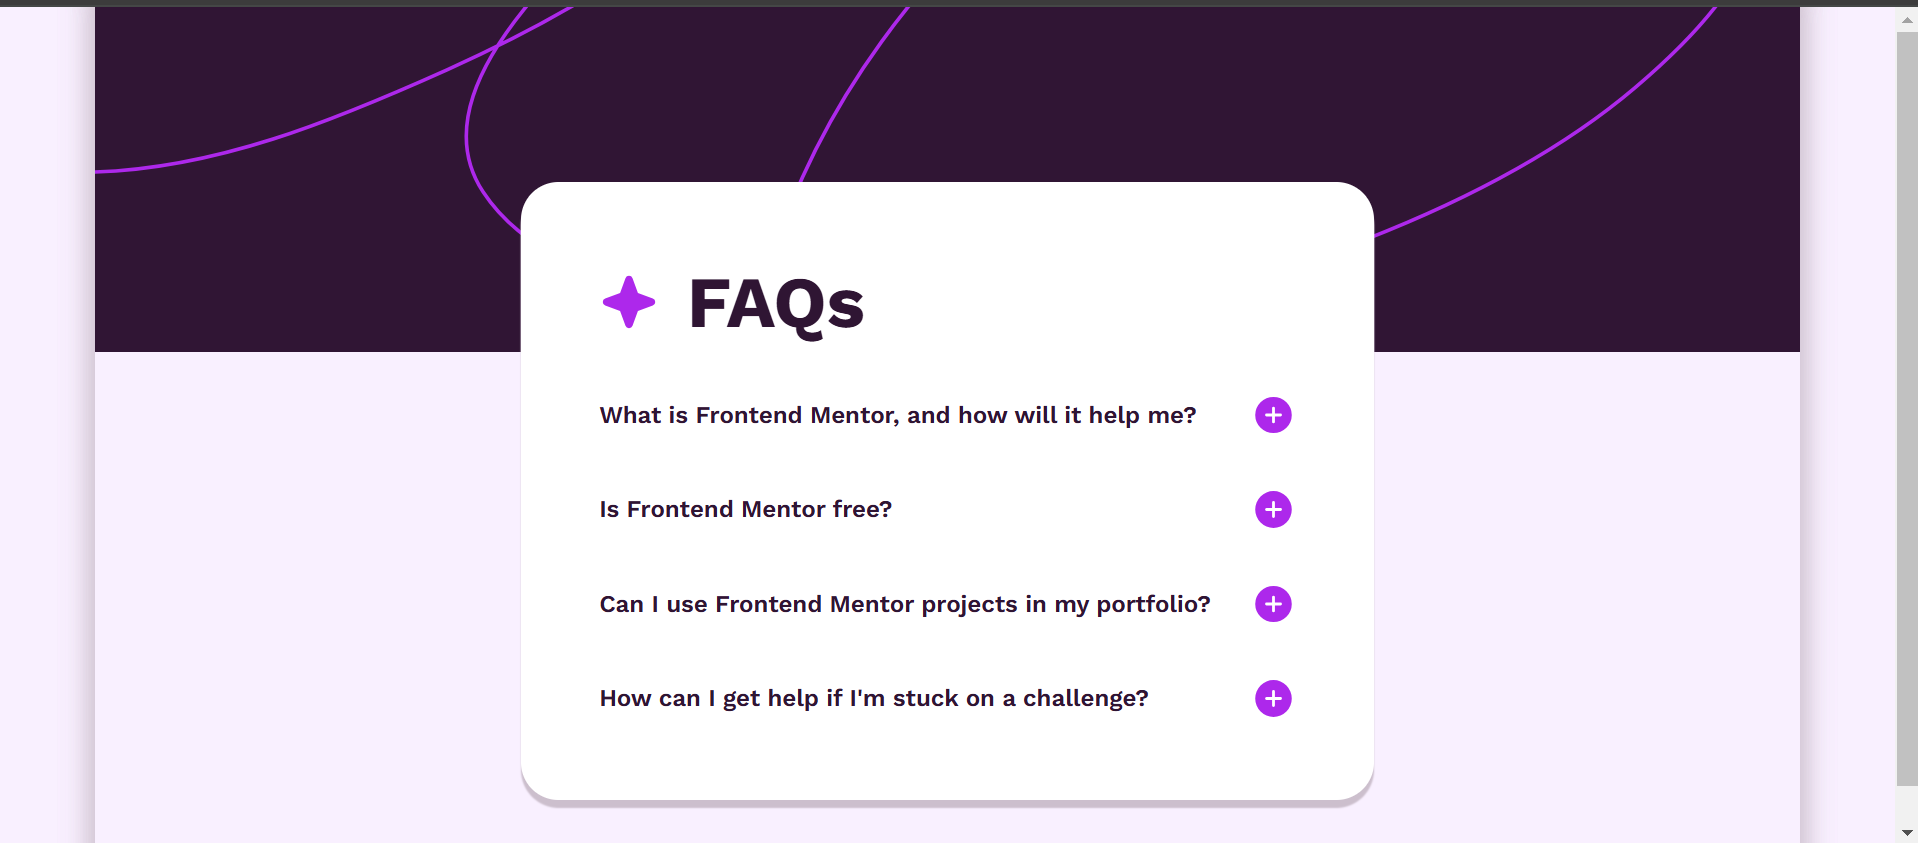 FAQs
What is Frontend Mentor, and how will it help me?
Is Frontend Mentor free?
Can I use Frontend Mentor projects in my portfolio?
How can I get help if I'm stuck on a challenge?